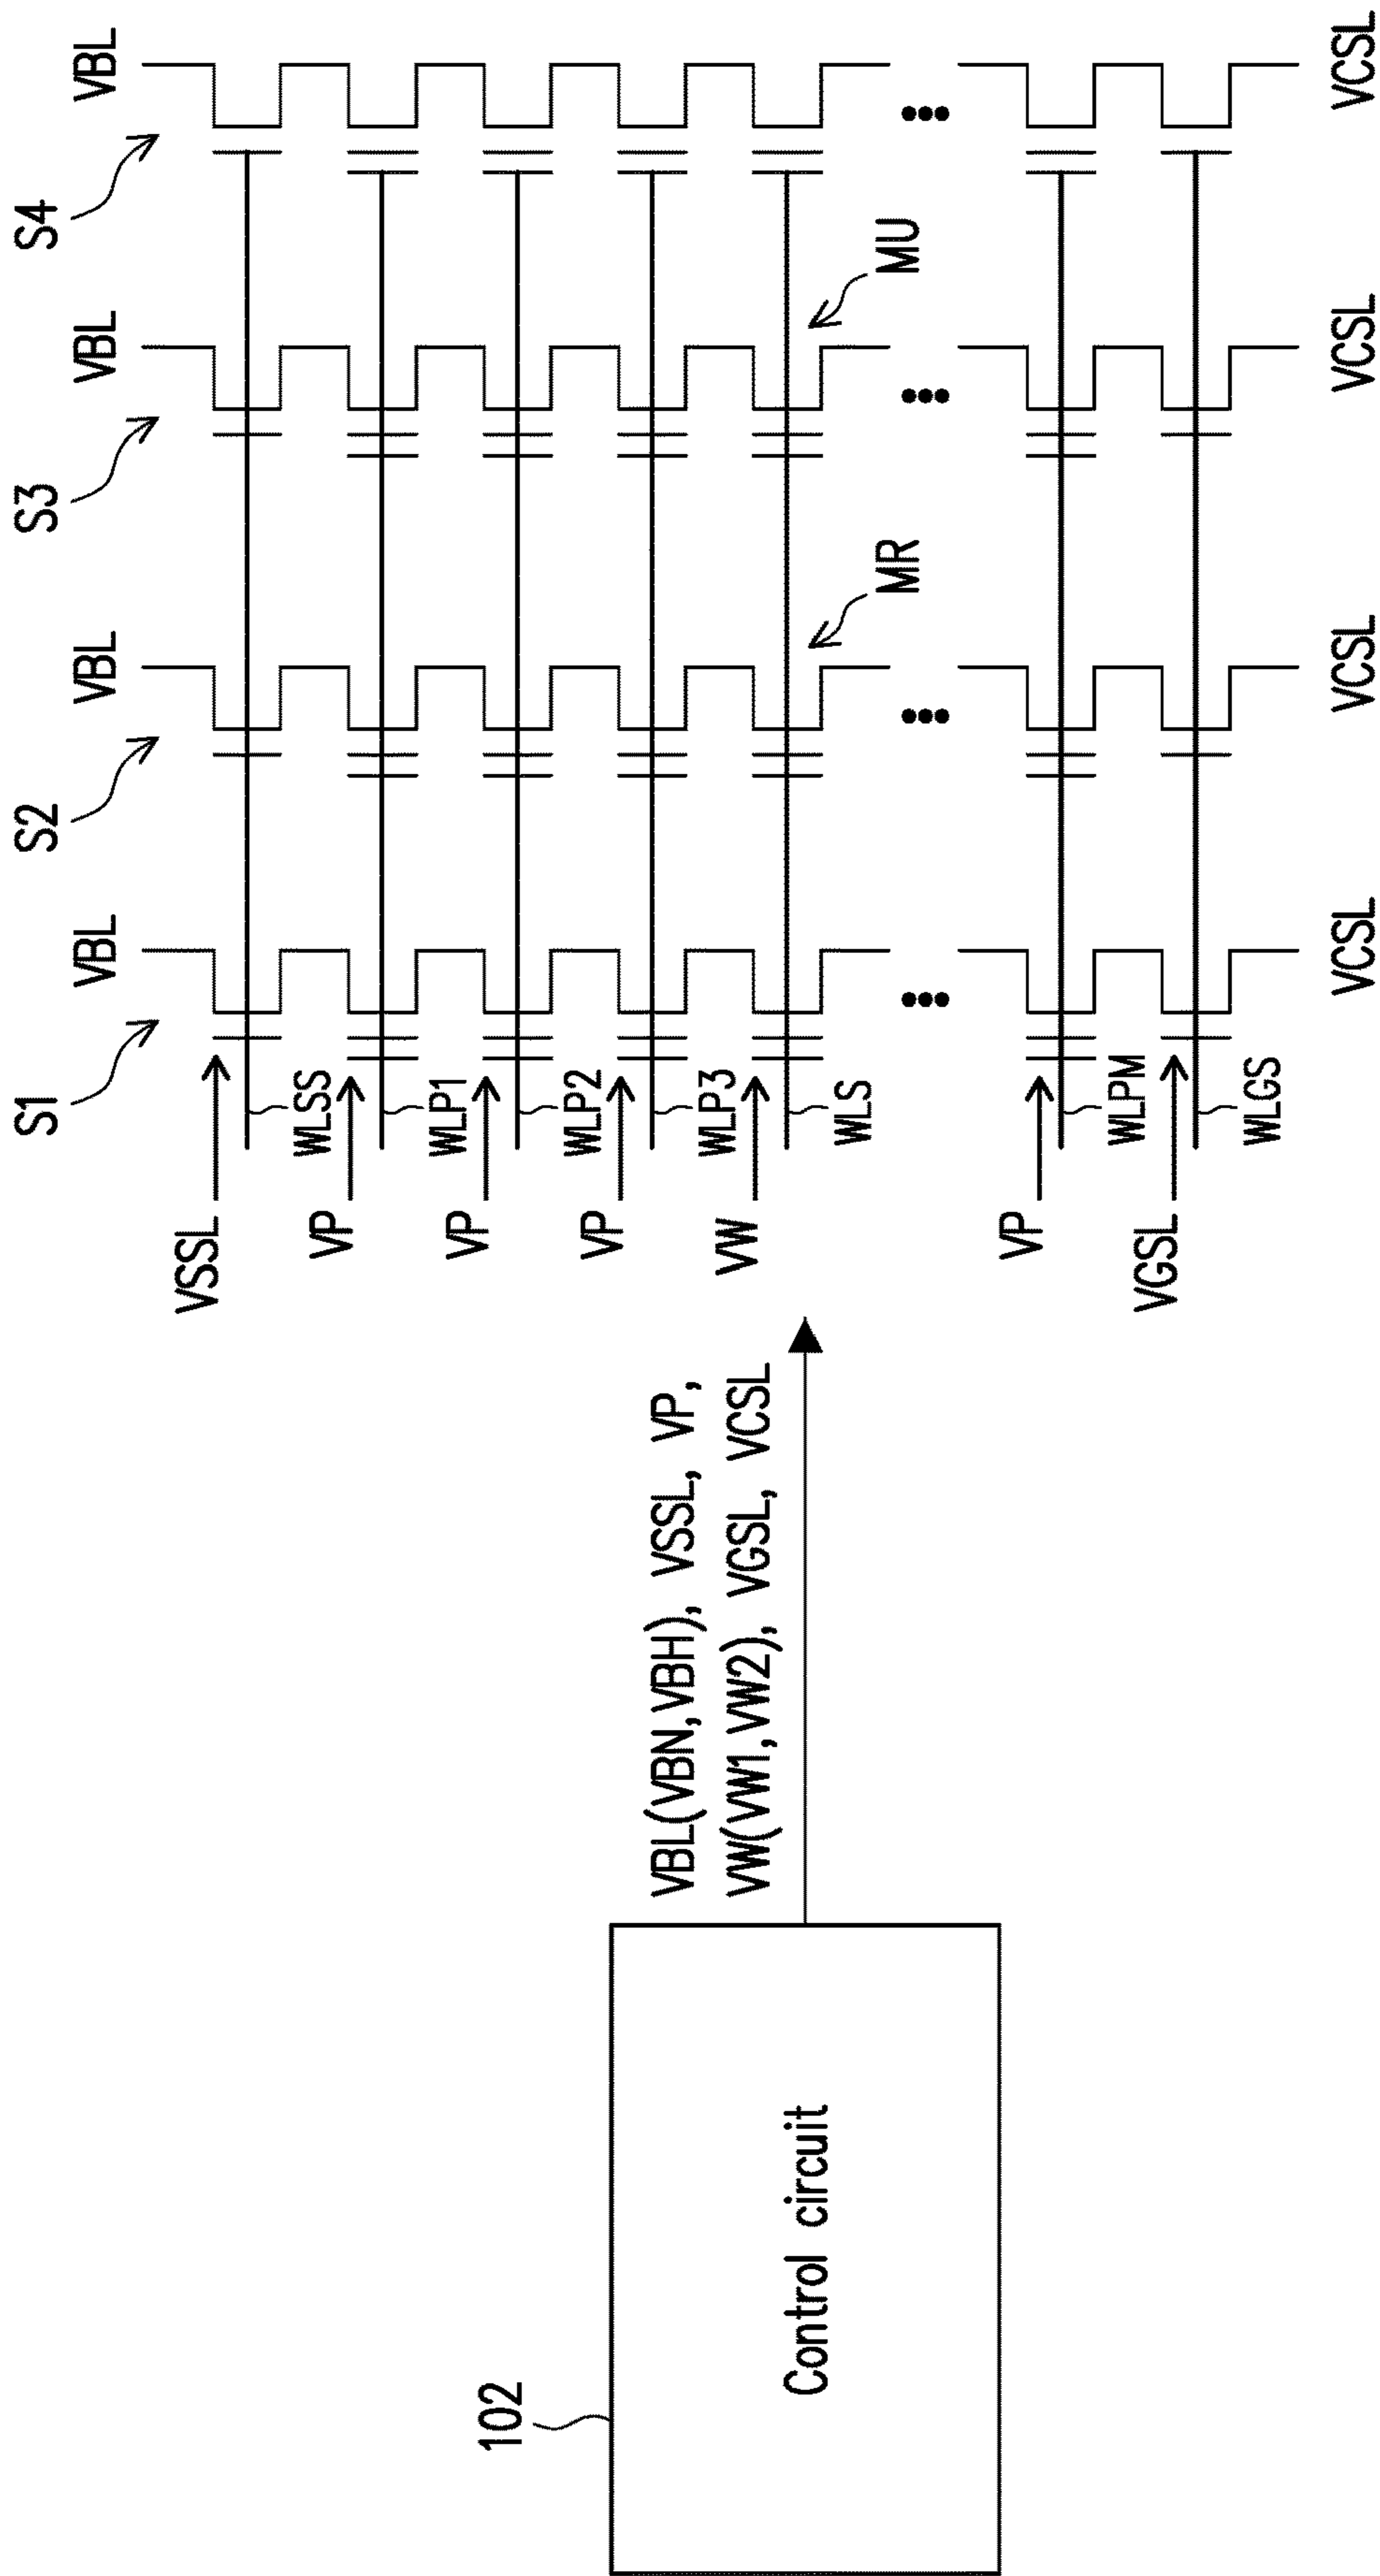 102
Control circuit
VBL(VBN,VBH), VSSL, VP,
VW(VW1,VW2), VGSL, VCSL
S1
S2
S3
S4
VBL
VBL
VBL
VBL
VSSL
WLSS
VP
WLP1
VP
WLP2
VP
WLP3
VW
WLS
MR
MU
VP
WLPM
VGSL
WLGS
VCSL
VCSL
VCSL
VCSL